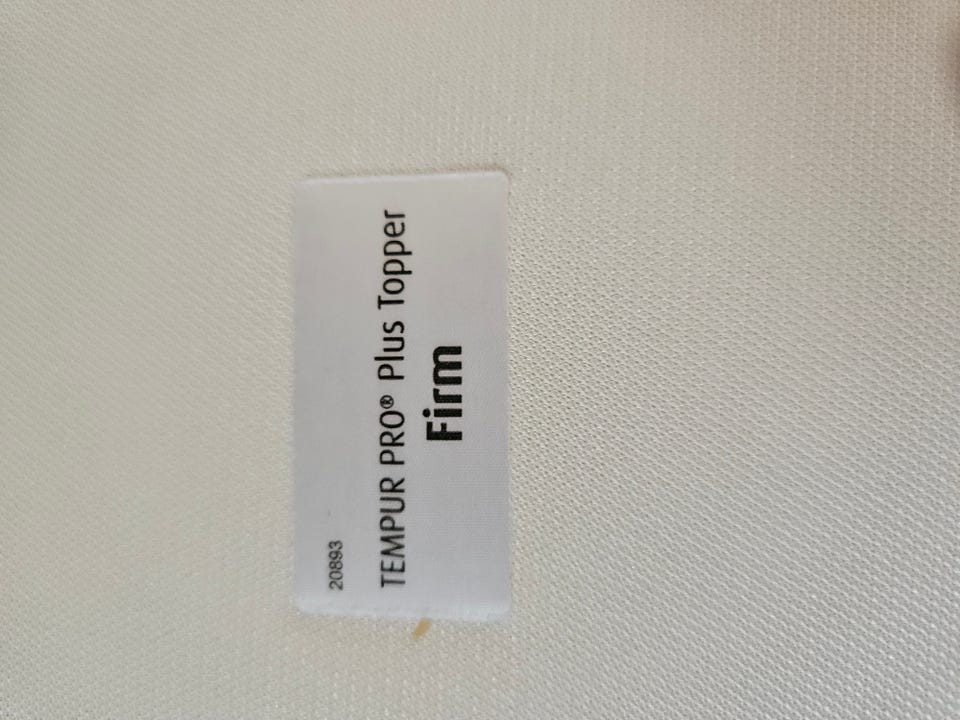 20893
TEMPUR PRO® Plus Topper
Firm